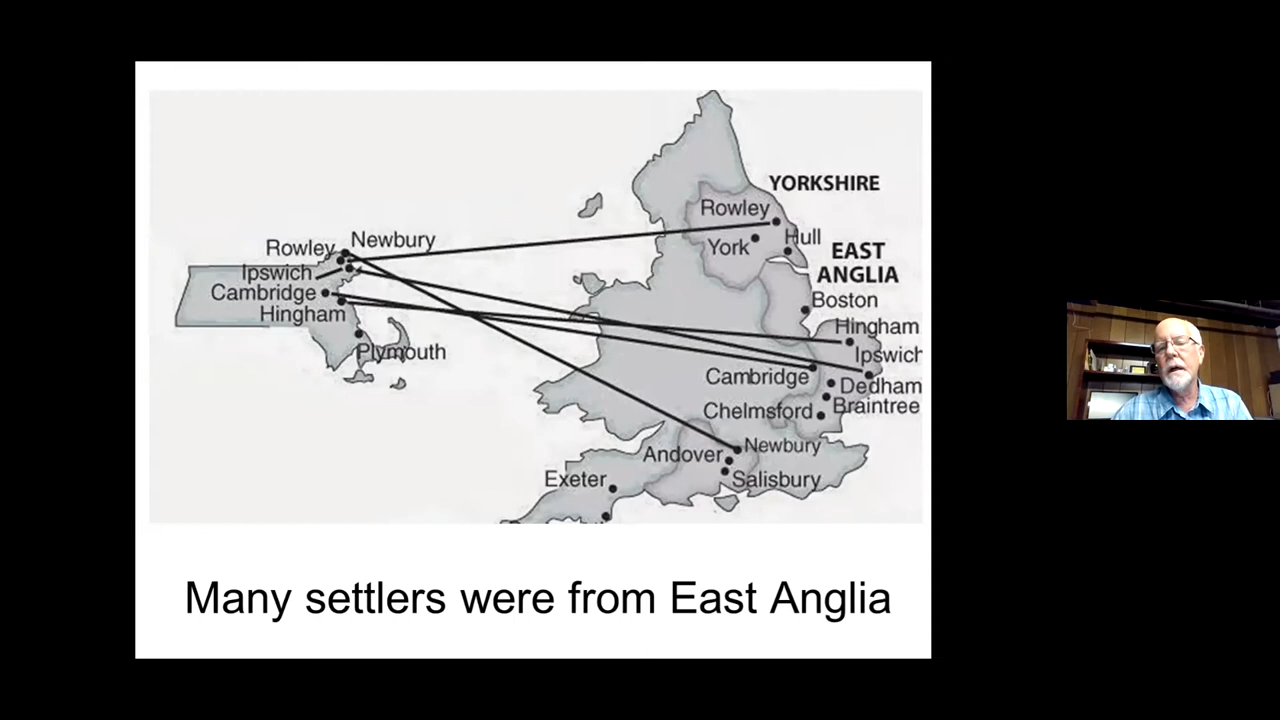 YORKSHIRE
Rowley
York
Hull
EAST
ANGLIA
Boston
Hingham
Ipswich
Cambridge
Dedham
Braintree
Chelmsford
Newbury
Andover
Salisbury
Exeter
Newbury
Rowley
Ipswich
Cambridge
Hingham
Plymouth
Many settlers were from East Anglia